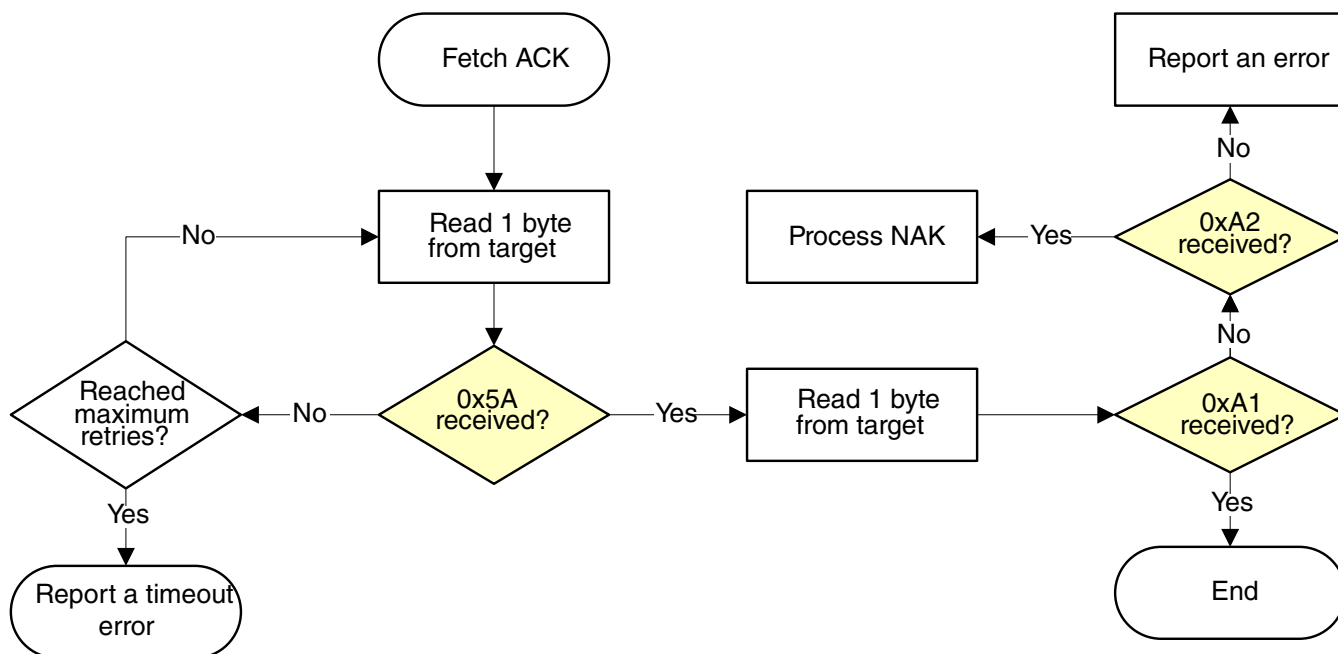 Fetch ACK
Report an error
No
Read 1 byte
from target
No
Process NAK
Yes
0xA2
received?
No
Reached
maximum
retries?
No
0x5A
received?
Yes
Read 1 byte
from target
0xA1
received?
Yes
Yes
Report a timeout
error
End